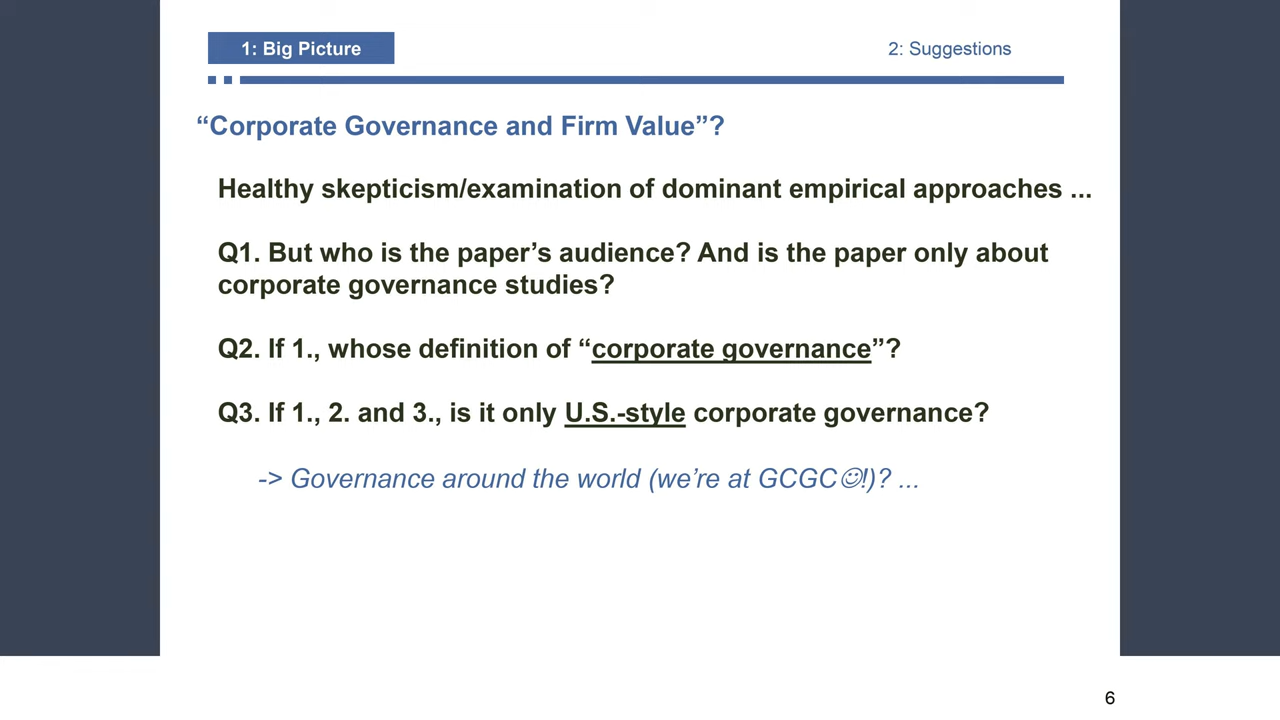 1: Big Picture
2: Suggestions
“Corporate Governance and Firm Value”?
Healthy skepticism/examination of dominant empirical approaches ...
Q1. But who is the paper’s audience? And is the paper only about
corporate governance studies?
Q2. If 1., whose definition of “corporate governance”?
Q3. If 1., 2. and 3., is it only U.S.-style corporate governance?
-> Governance around the world (we’re at GCGC☺!)? ...
6